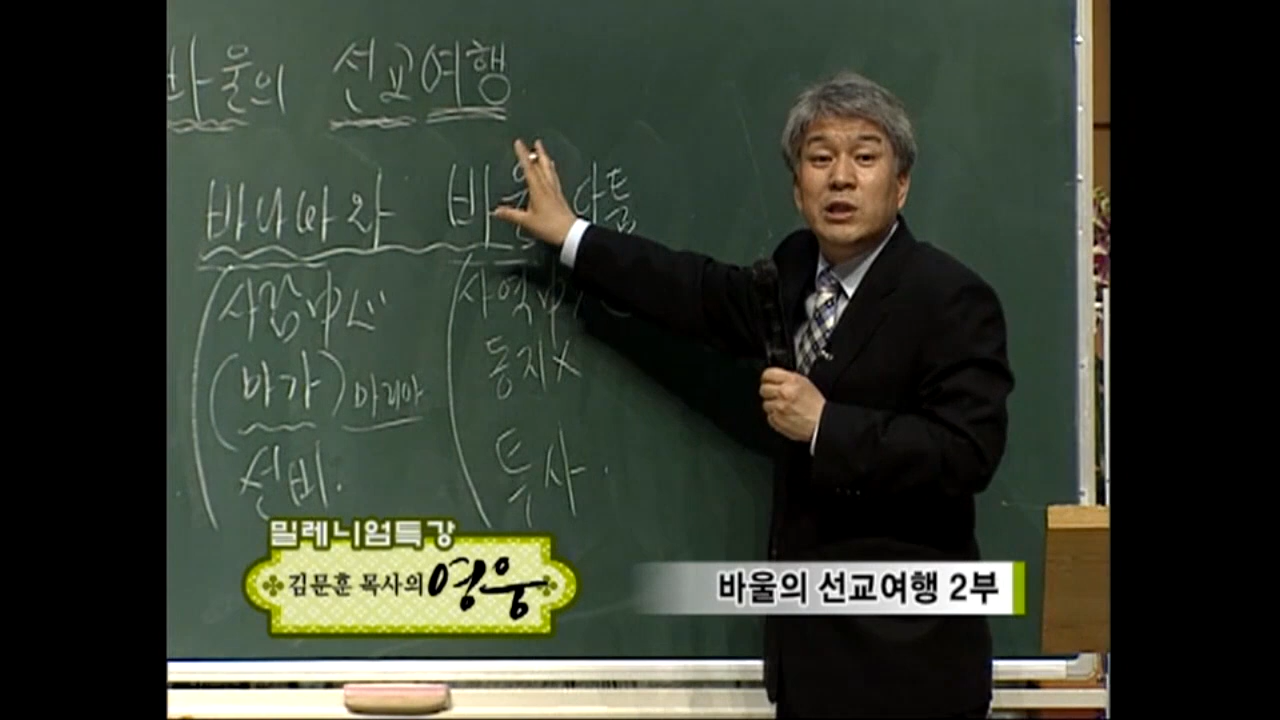 바울의 선교여행
바나바와 바울 다툼
사람中心 사역中
(마가) 마리아 동지X
선비. 투사.
밀레니엄특강
김문훈 목사의 영웅
바울의 선교여행 2부